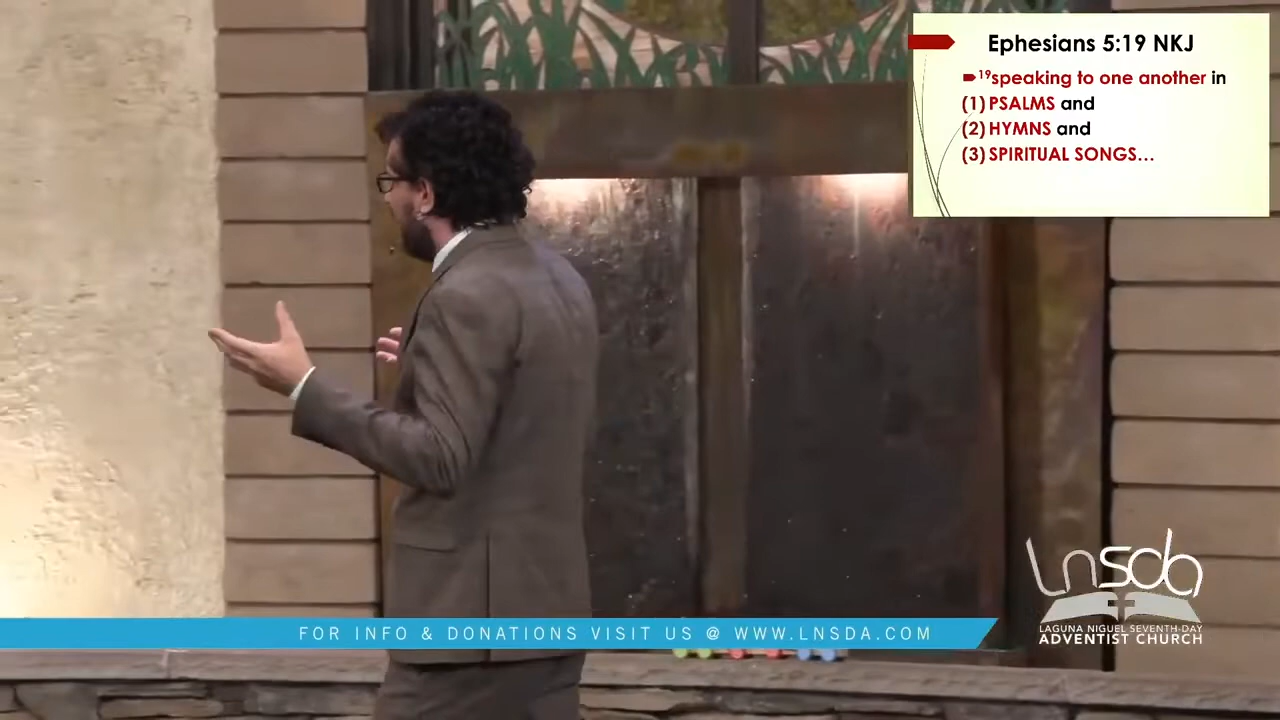 Ephesians 5:19 NKJ
19speaking to one another in
(1) PSALMS and
(2) HYMNS and
(3) SPIRITUAL SONGS…
FOR INFO & DONATIONS VISIT US @ WWW.LNSDA.COM
Lnsda
LAGUNA NIGUEL SEVENTH-DAY
ADVENTIST CHURCH